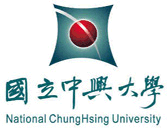 國立中興大學
National ChungHsing University